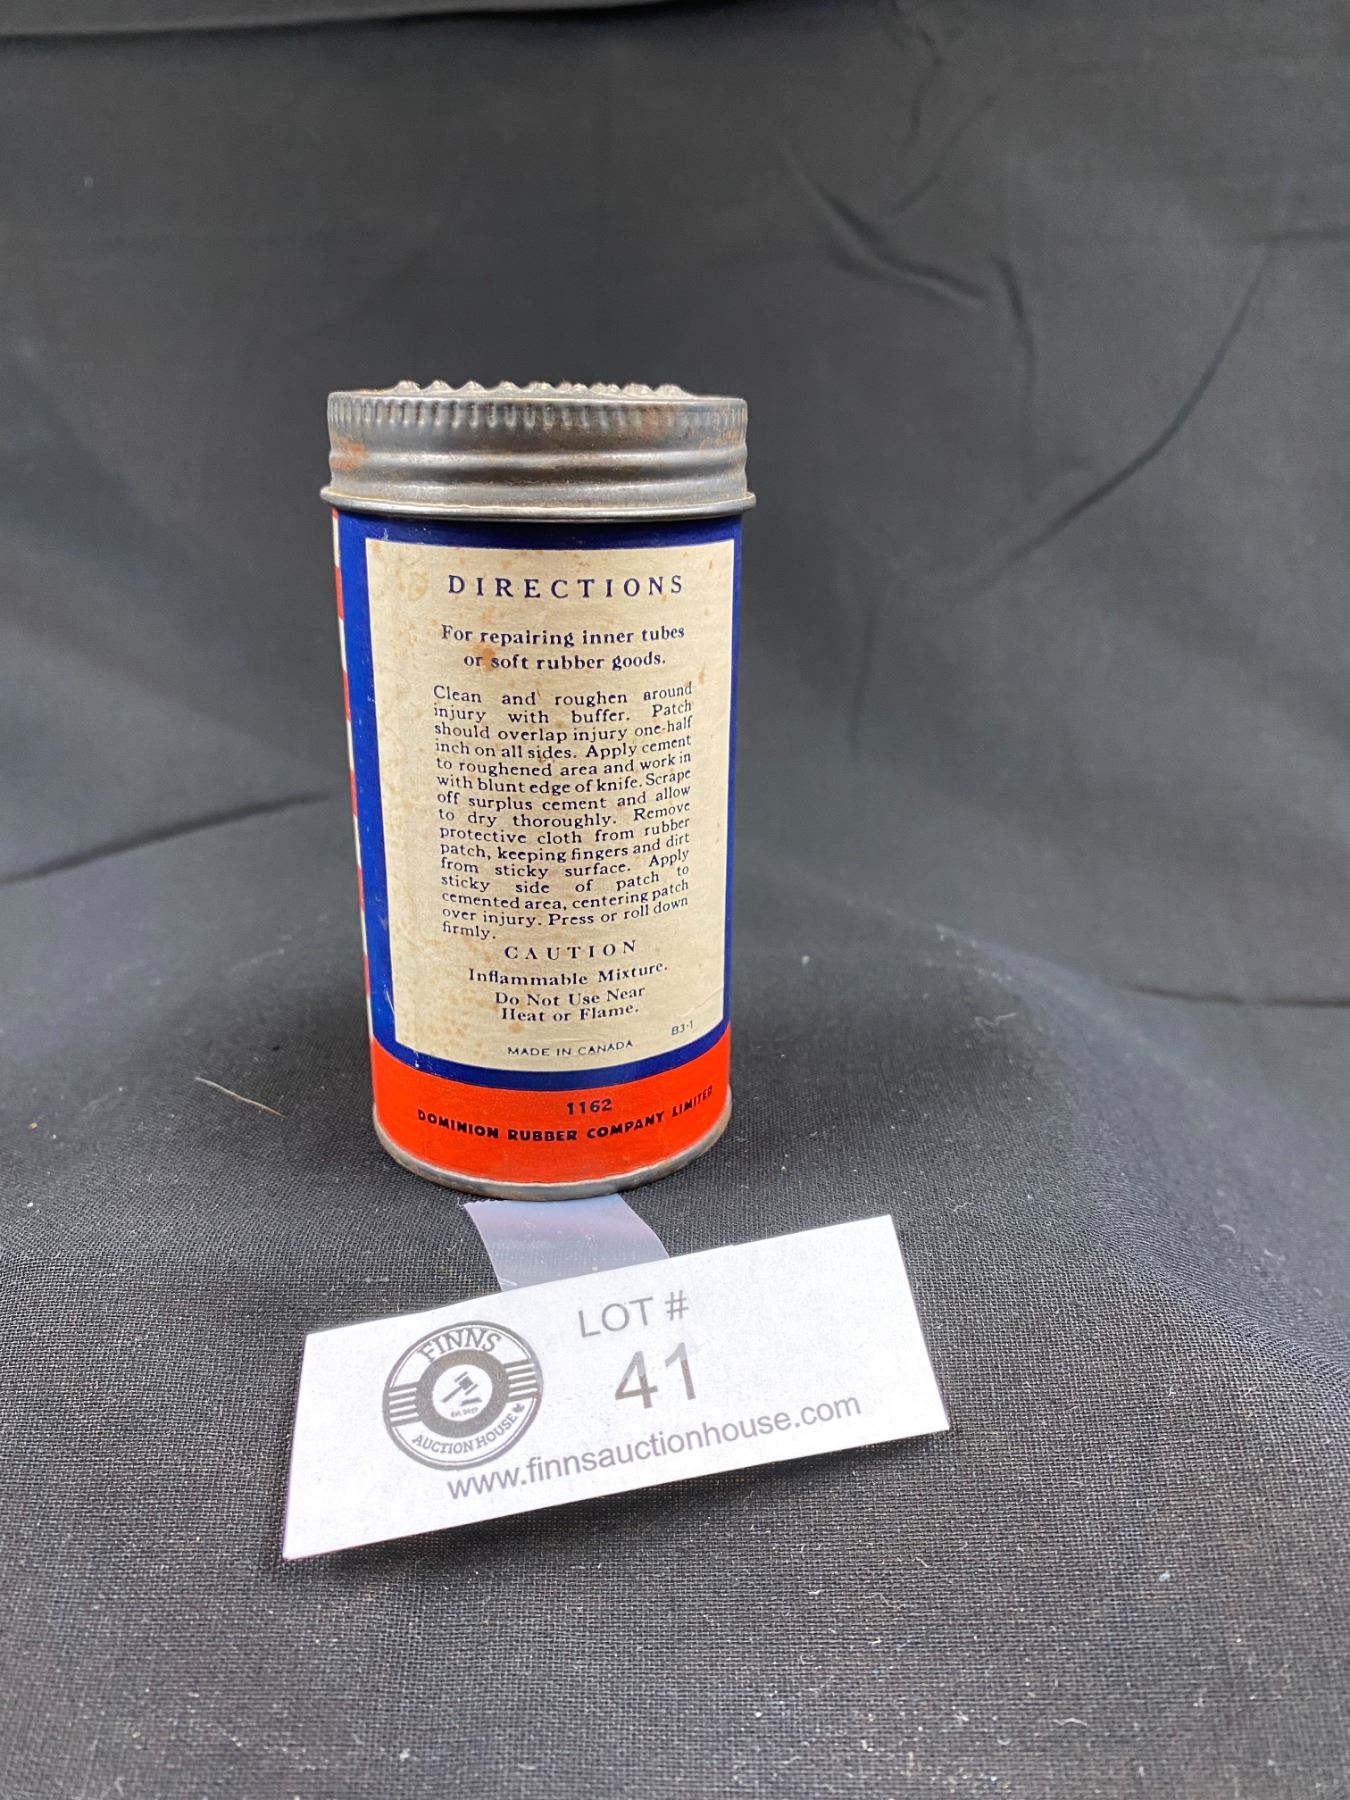 DIRECTIONS
For repairing inner tubes
or soft rubber goods.
Clean and roughen around
injury with buffer. Patch
should overlap injury one-half
inch on all sides. Apply cement
to roughened area and work in
with blunt edge of knife. Scrape
off surplus cement and allow
to dry thoroughly. Remove
protective cloth from rubber
patch, keeping fingers and dirt
from sticky surface. Apply
sticky side of patch to
cemented area, centering patch
over injury. Press or roll down
firmly.
CAUTION
Inflammable Mixture.
Do Not Use Near
Heat or Flame.
B3-1
MADE IN CANADA
1162
DOMINION RUBBER COMPANY LIMITED
LOT #
41
FINNS
AUCTION HOUSE
www.finnsauctionhouse.com